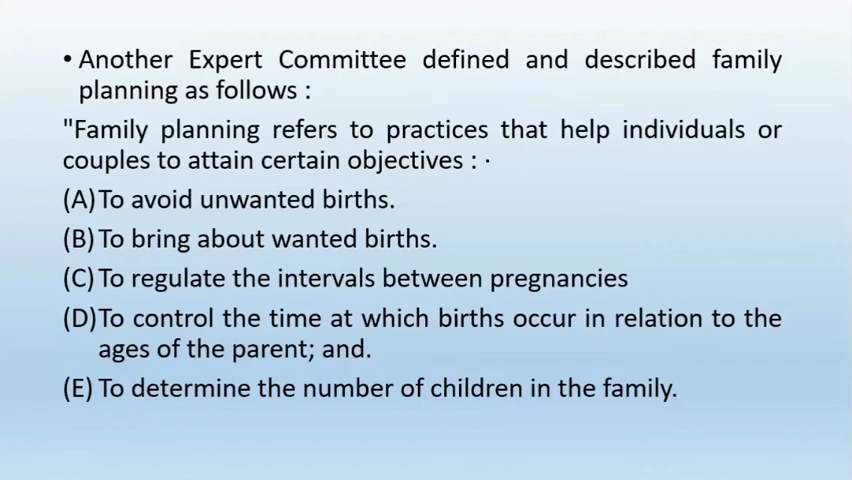 • Another Expert Committee defined and described family
planning as follows :
"Family planning refers to practices that help individuals or
couples to attain certain objectives : ·
(A) To avoid unwanted births.
(B) To bring about wanted births.
(C) To regulate the intervals between pregnancies
(D) To control the time at which births occur in relation to the
ages of the parent; and.
(E) To determine the number of children in the family.